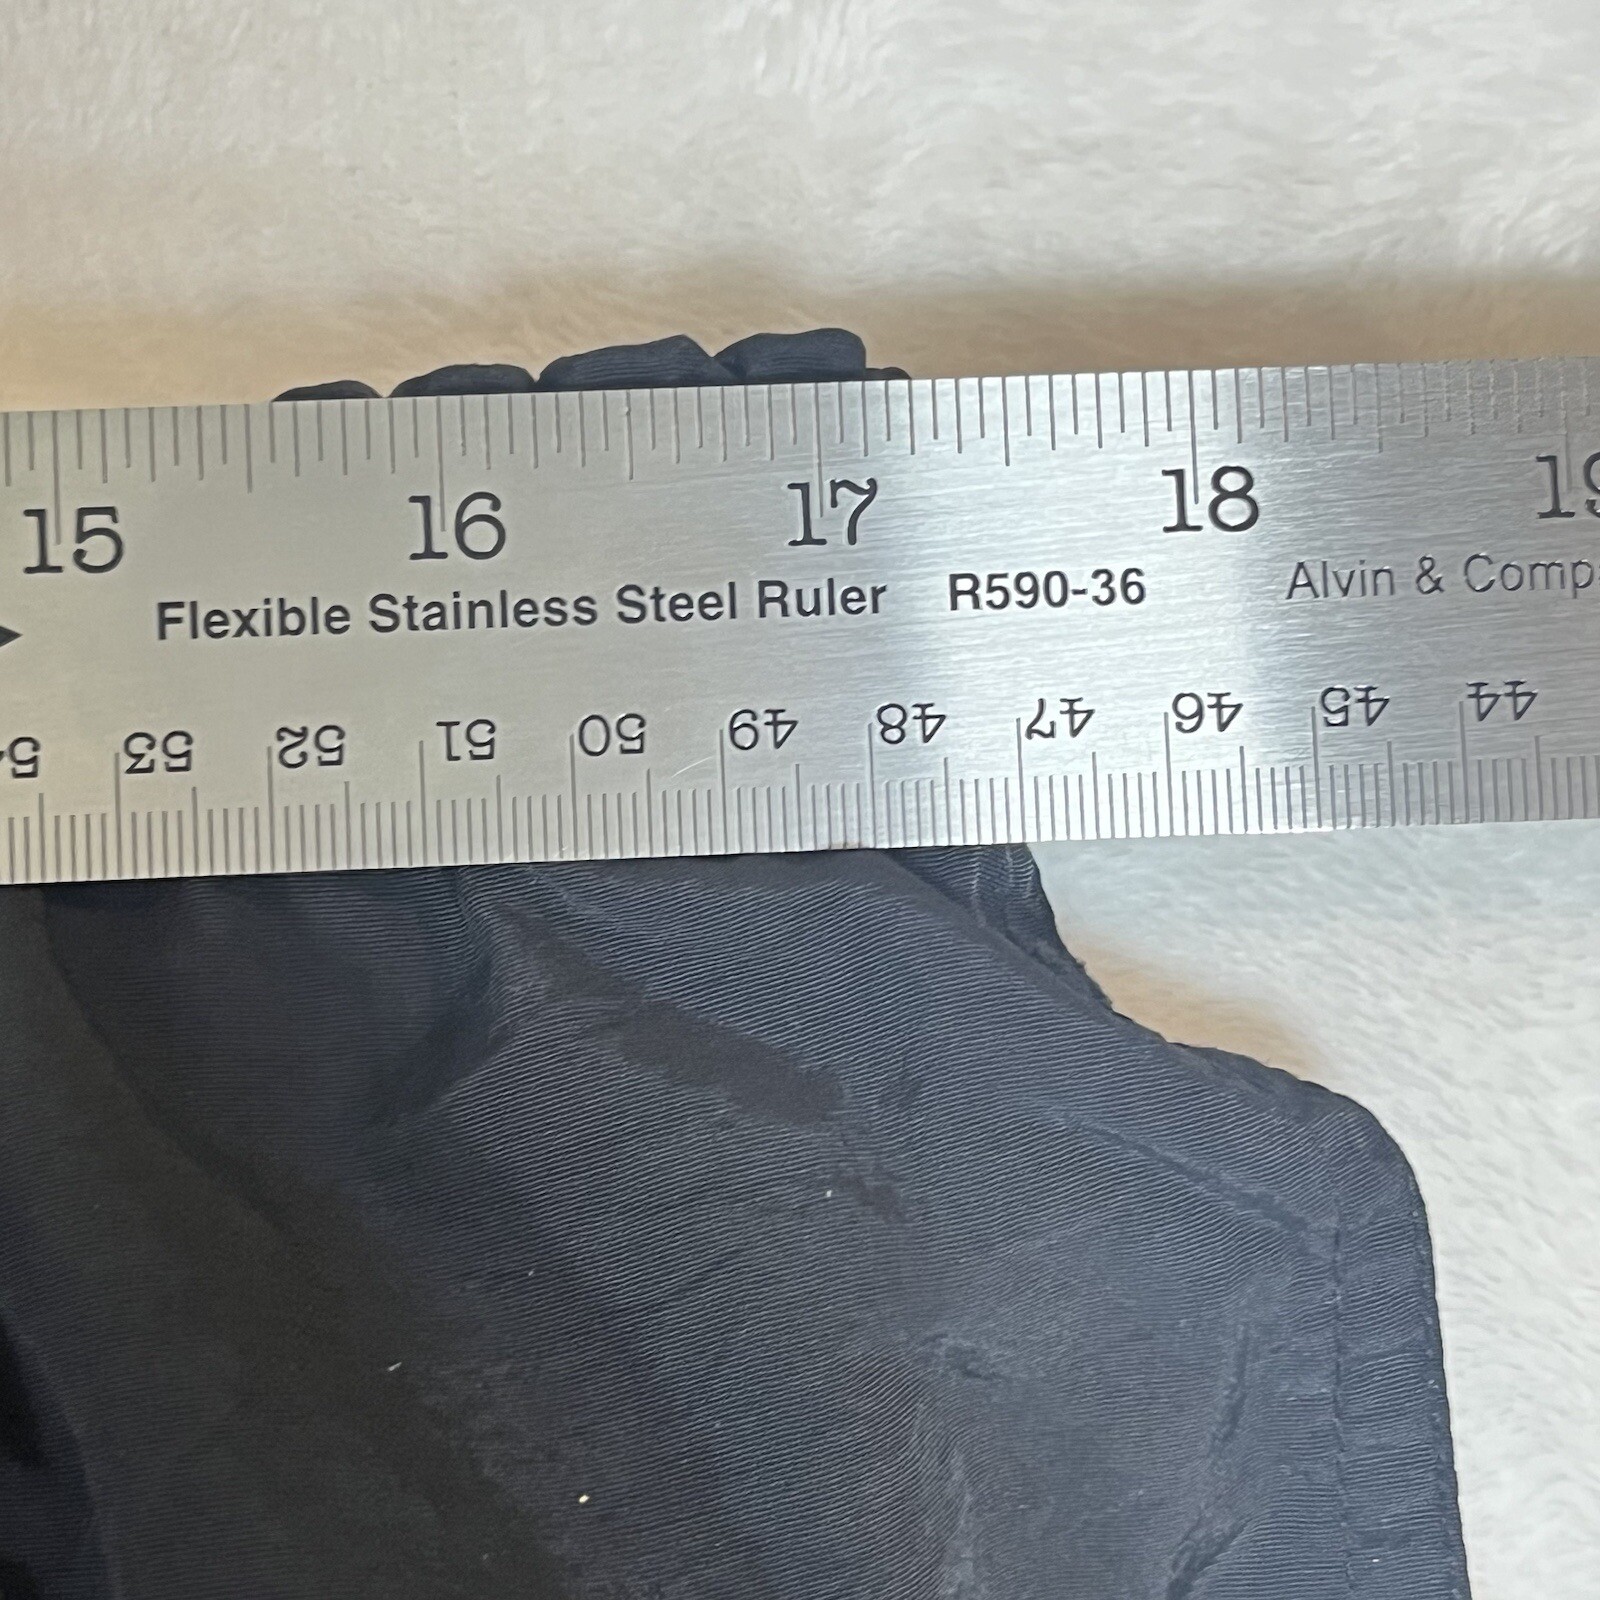 15 16 17 18 19
Flexible Stainless Steel Ruler R590-36 Alvin &
53 52 51 50 49 48 47 46 45 44